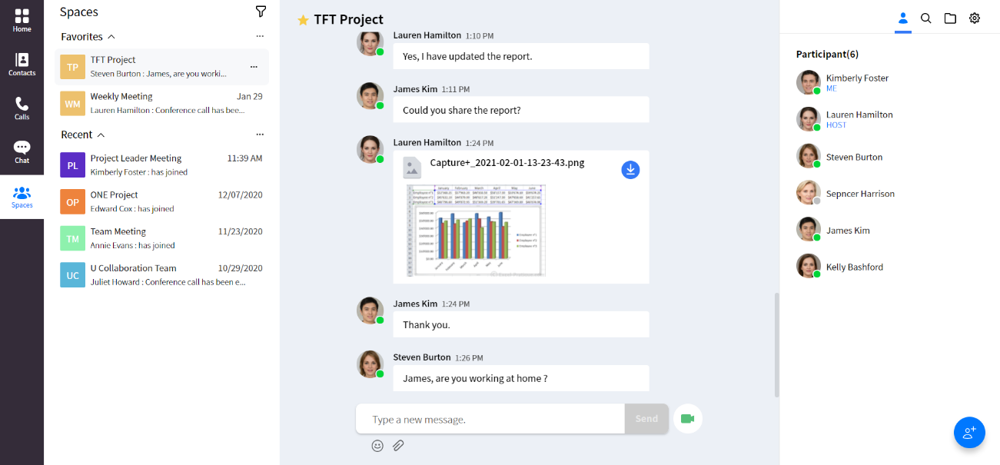 Home
Contacts
Calls
Chat
Spaces
Spaces
Favorites
TP
TFT Project
Steven Burton : James, are you worki...
WM
Weekly Meeting
Jan 29
Lauren Hamilton : Conference call has bee...
Recent
PL
Project Leader Meeting
11:39 AM
Kimberly Foster : has joined
OP
ONE Project
12/07/2020
Edward Cox : has joined
TM
Team Meeting
11/23/2020
Annie Evans : has joined
UC
U Collaboration Team
10/29/2020
Juliet Howard : Conference call has been e...
TFT Project
Lauren Hamilton 1:10 PM
Yes, I have updated the report.
James Kim 1:11 PM
Could you share the report?
Lauren Hamilton 1:24 PM
Capture+_2021-02-01-13-23-43.png
January February March April May June
James Kim 1:24 PM
Thank you.
Steven Burton 1:26 PM
James, are you working at home ?
Type a new message.
Send
Participant(6)
Kimberly Foster
ME
Lauren Hamilton
HOST
Steven Burton
Sepncer Harrison
James Kim
Kelly Bashford